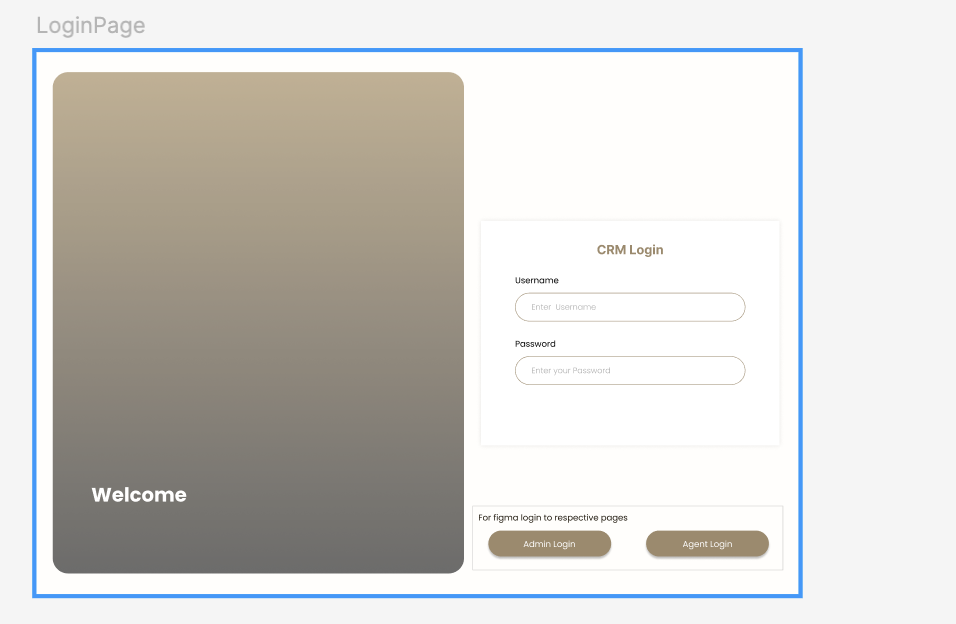 LoginPage
Welcome
CRM Login
Username
Enter Username
Password
Enter your Password
For figma login to respective pages
Admin Login
Agent Login